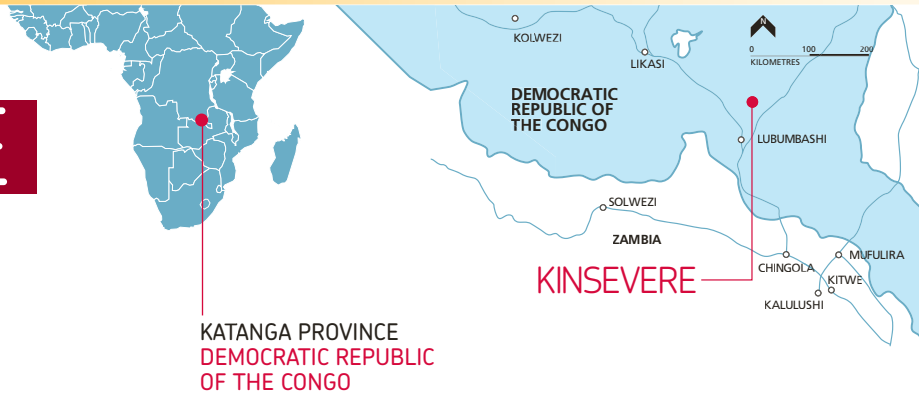 KATANGA PROVINCE
DEMOCRATIC REPUBLIC
OF THE CONGO
KOLWEZI
LIKASI
N
0 100 200
KILOMETRES
DEMOCRATIC
REPUBLIC OF
THE CONGO
LUBUMBASHI
SOLWEZI
ZAMBIA
KINSEVERE
CHINGOLA
MUFULIRA
KITWE
KALULUSHI